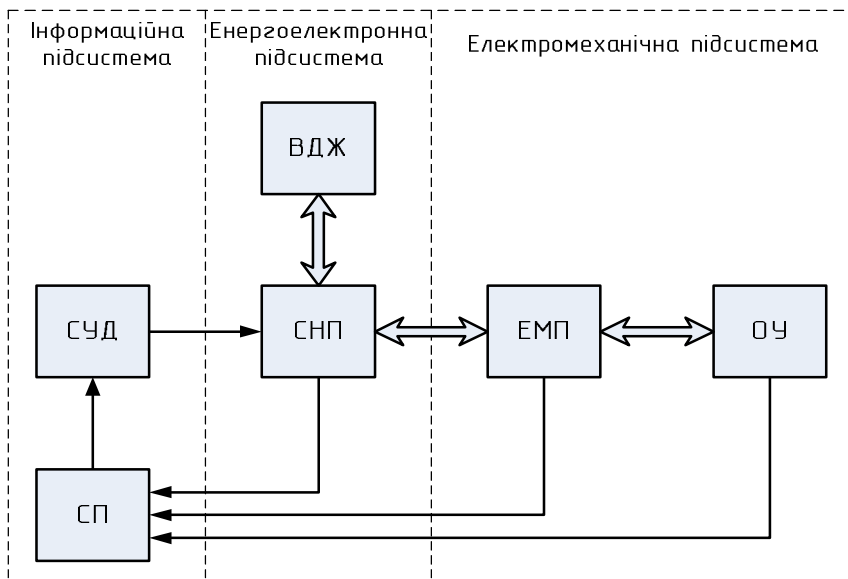 Інформаційна
підсистема
Енергоелектронна
підсистема
Електромеханічна підсистема
ВДЖ
СУД
СНП
ЕМП
ОУ
СП